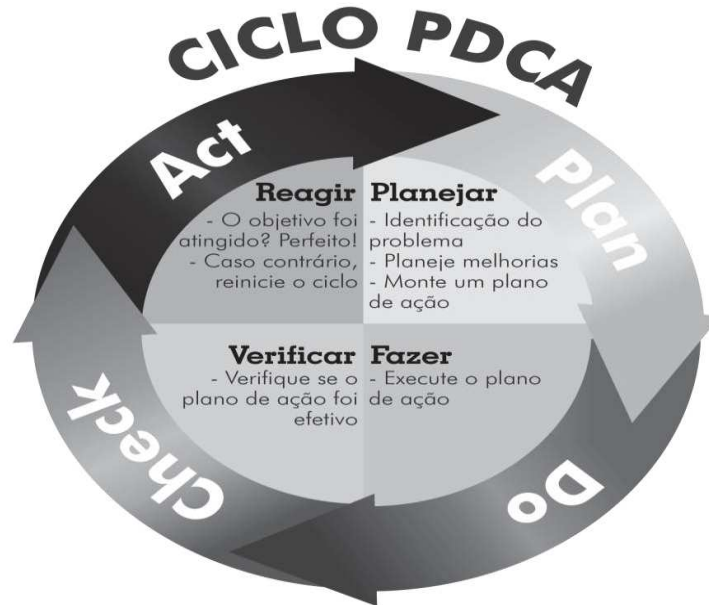 CICLO PDCA
Act
Plan
Reagir
- O objetivo foi
atingido? Perfeito!
- Caso contrário,
reinicie o ciclo
Planejar
- Identificação do
problema
- Planeje melhorias
- Monte um plano
de ação
Verificar
- Verifique se o
plano de ação foi
efetivo
Fazer
- Execute o plano
de ação
Check
Do